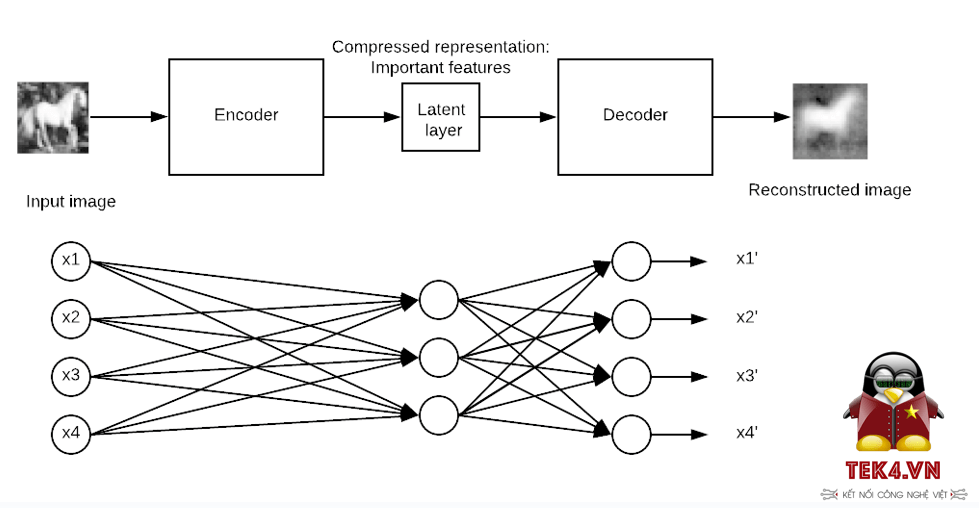 Compressed representation:
Important features
Encoder
Latent
layer
Decoder
Input image
Reconstructed image
x1
x2
x3
x4
x1'
x2'
x3'
x4'
TEK4.VN
KẾT NỐI CÔNG NGHỆ VIỆT